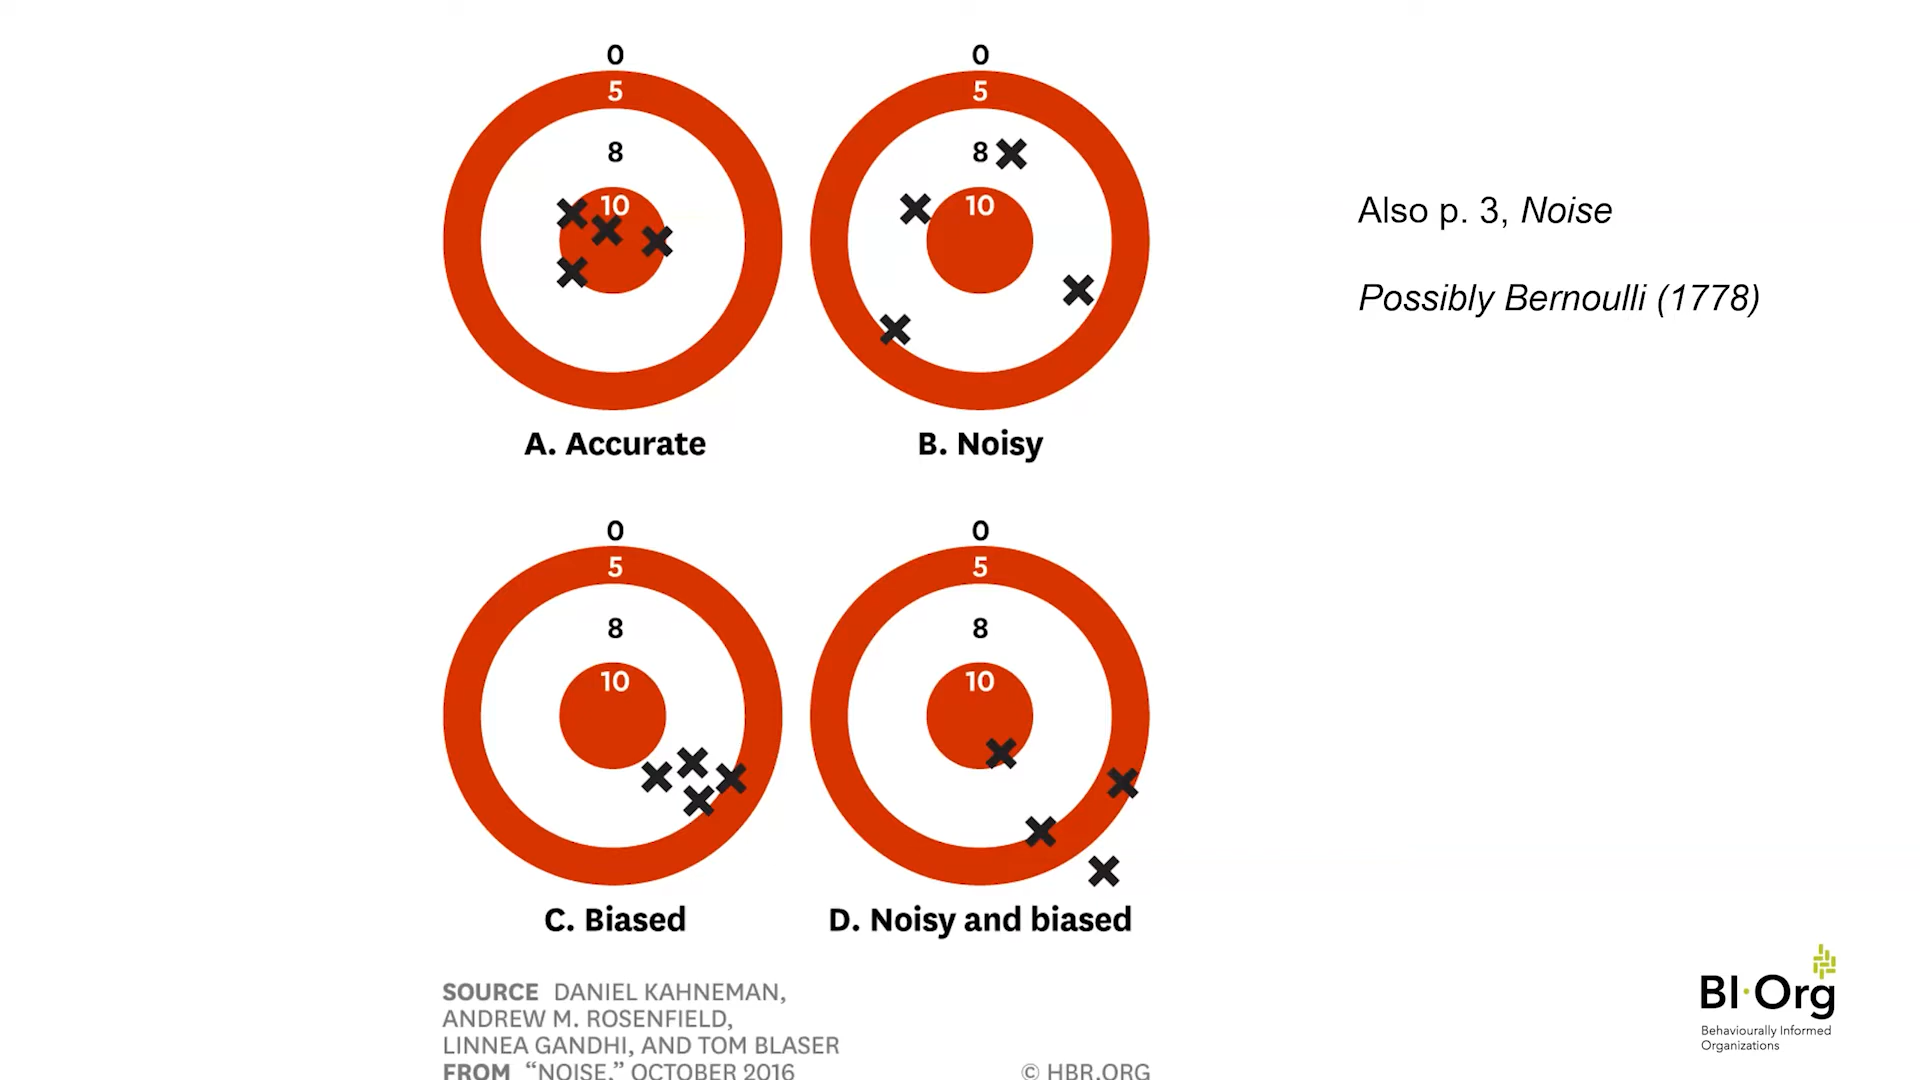 0
5
8
10
A. Accurate
0
5
8
10
B. Noisy
Also p. 3, Noise
Possibly Bernoulli (1778)
0
5
8
10
C. Biased
0
5
8
10
D. Noisy and biased
SOURCE DANIEL KAHNEMAN,
ANDREW M. ROSENFIELD,
LINNEA GANDHI, AND TOM BLASER
FROM “NOISE,” OCTOBER 2016
© HBR.ORG
BI·Org
Behaviourally Informed
Organizations